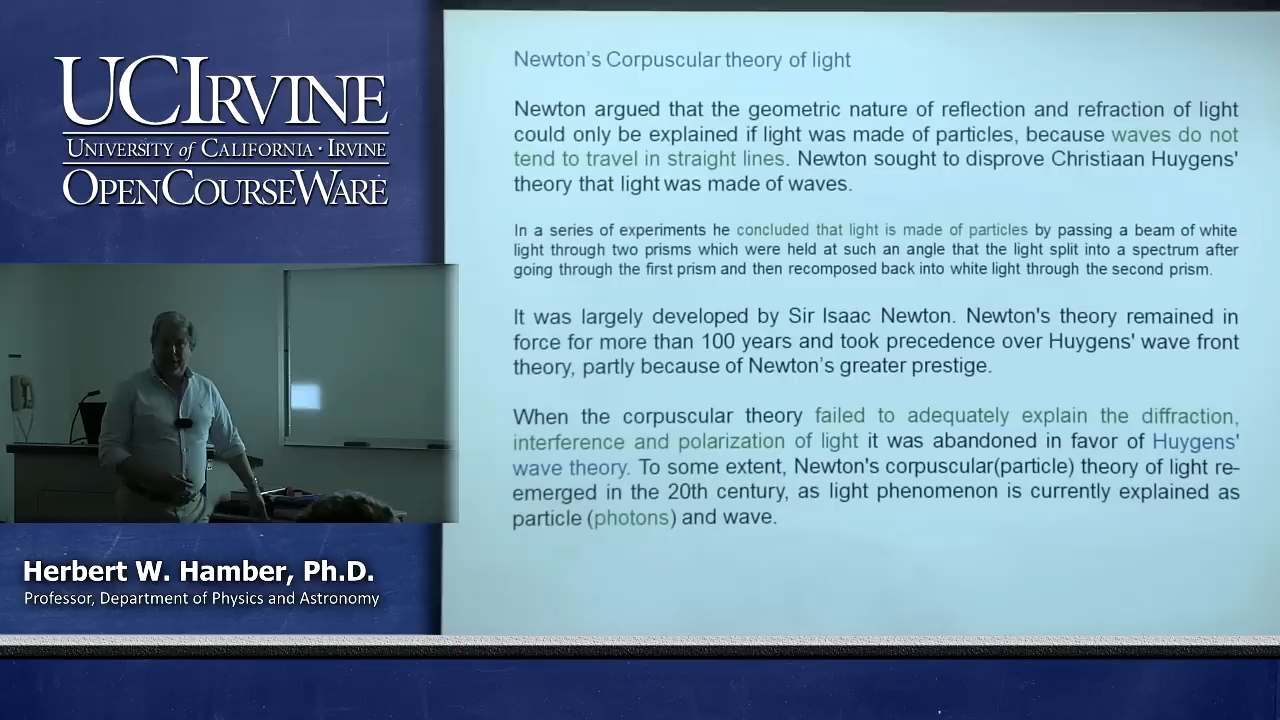 UCIRVINE
UNIVERSITY of CALIFORNIA · IRVINE
OPENCOURSEWARE
Herbert W. Hamber, Ph.D.
Professor, Department of Physics and Astronomy
Newton's Corpuscular theory of light
Newton argued that the geometric nature of reflection and refraction of light
could only be explained if light was made of particles, because waves do not
tend to travel in straight lines. Newton sought to disprove Christiaan Huygens'
theory that light was made of waves.
In a series of experiments he concluded that light is made of particles by passing a beam of white
light through two prisms which were held at such an angle that the light split into a spectrum after
going through the first prism and then recomposed back into white light through the second prism.
It was largely developed by Sir Isaac Newton. Newton's theory remained in
force for more than 100 years and took precedence over Huygens' wave front
theory, partly because of Newton's greater prestige.
When the corpuscular theory failed to adequately explain the diffraction,
interference and polarization of light it was abandoned in favor of Huygens'
wave theory. To some extent, Newton's corpuscular(particle) theory of light re-
emerged in the 20th century, as light phenomenon is currently explained as
particle (photons) and wave.